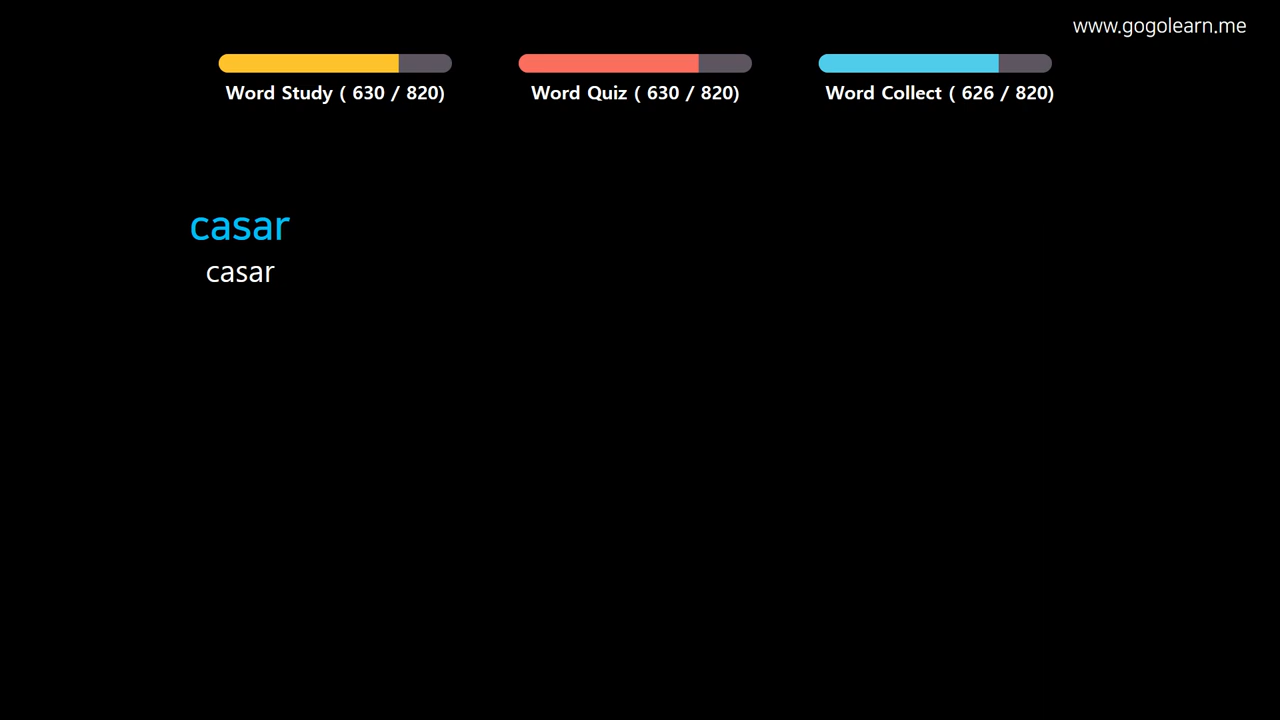 www.gogolearn.me
Word Study ( 630 / 820)
Word Quiz ( 630 / 820)
Word Collect ( 626 / 820)
casar
casar